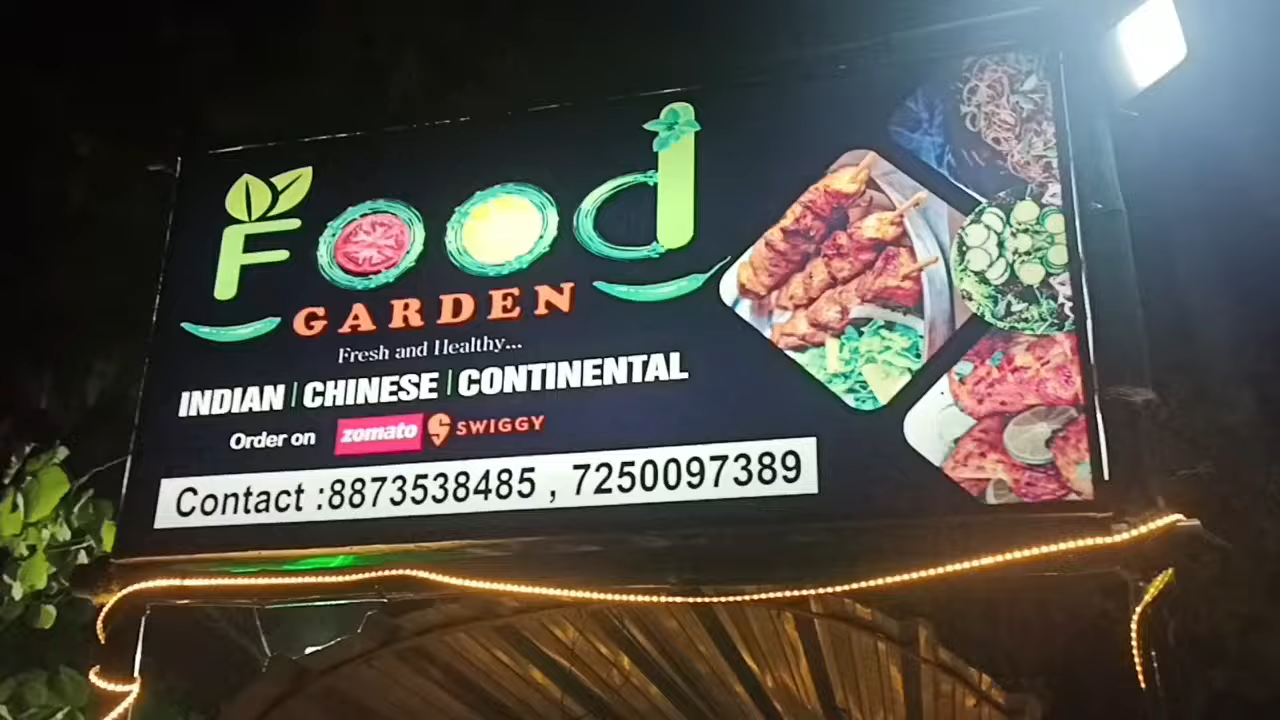 Food
GARDEN
Fresh and Healthy...
INDIAN | CHINESE | CONTINENTAL
Order on zomato SWIGGY
Contact :8873538485 , 7250097389